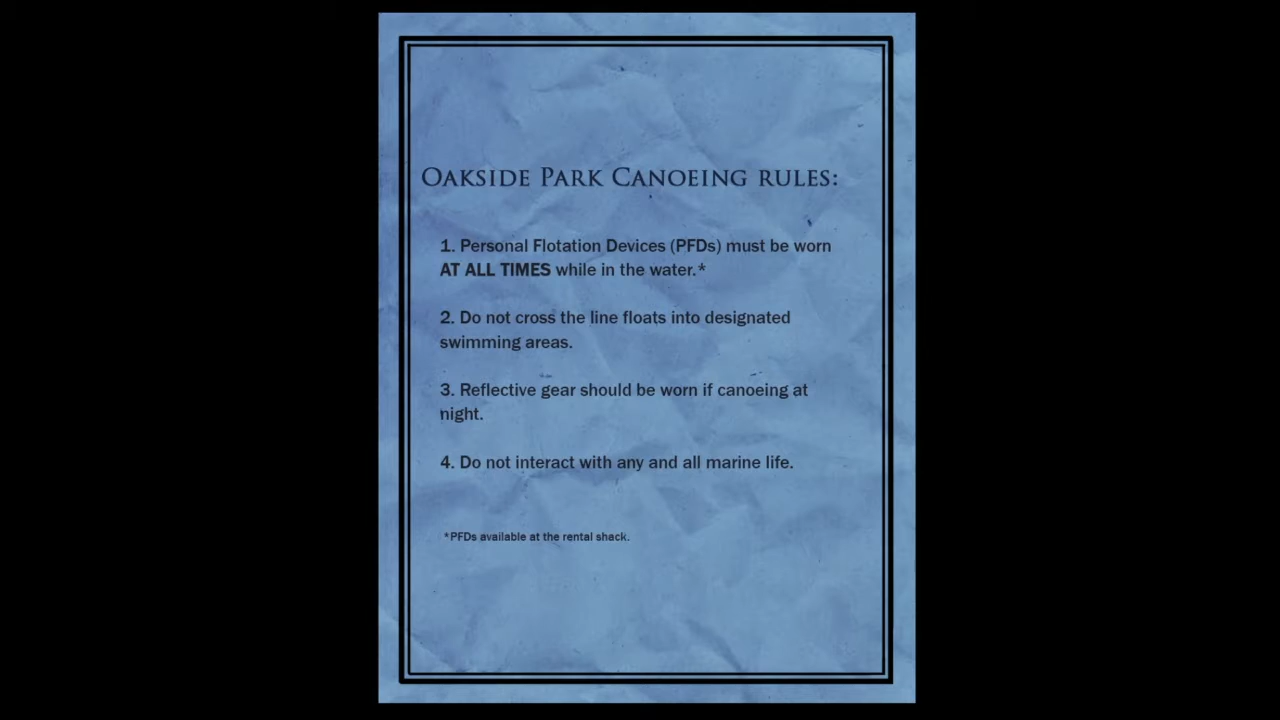 Oakside Park Canoeing rules:
1. Personal Flotation Devices (PFDs) must be worn
AT ALL TIMES while in the water.*
2. Do not cross the line floats into designated
swimming areas.
3. Reflective gear should be worn if canoeing at
night.
4. Do not interact with any and all marine life.
*PFDs available at the rental shack.